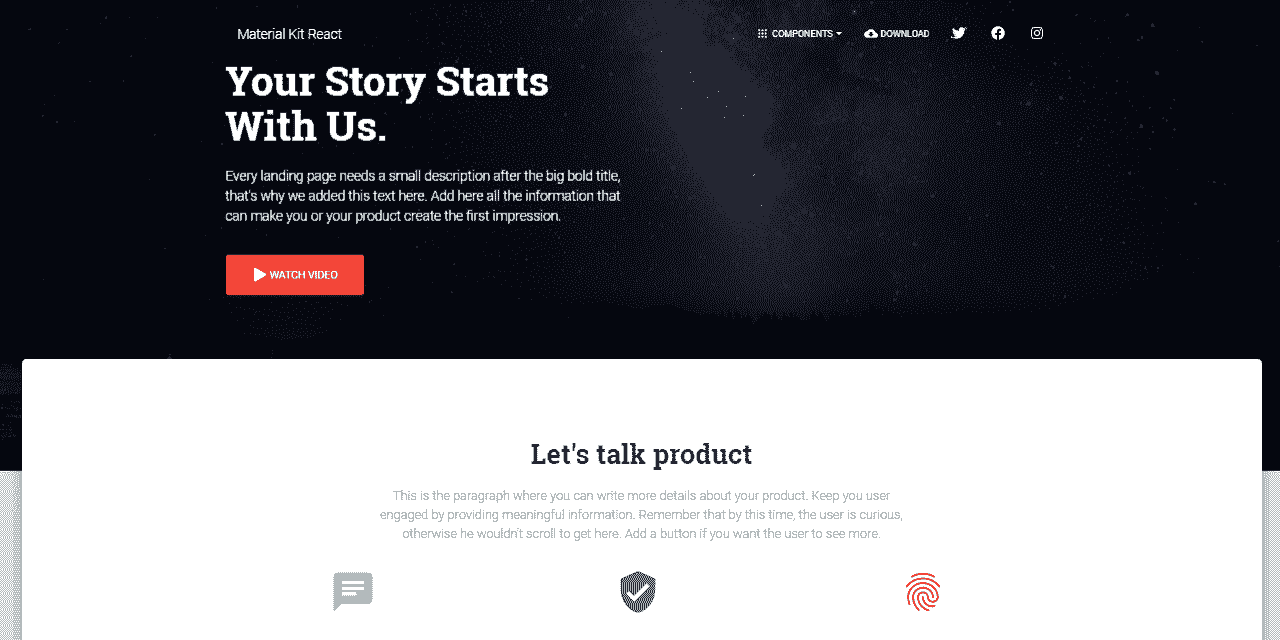 Material Kit React
COMPONENTS
DOWNLOAD
Your Story Starts
With Us.
Every landing page needs a small description after the big bold title,
that's why we added this text here. Add here all the information that
can make you or your product create the first impression.
WATCH VIDEO
Let's talk product
This is the paragraph where you can write more details about your product. Keep you user
engaged by providing meaningful information. Remember that by this time, the user is curious,
otherwise he wouldn't scroll to get here. Add a button if you want the user to see more.